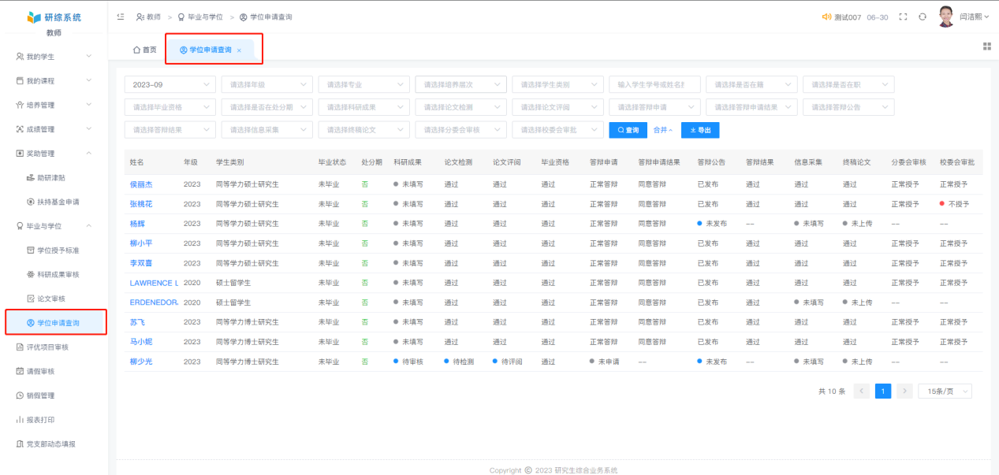 研综系统
教师
我的学生
我的课程
培养管理
成绩管理
奖助管理
助研津贴
扶持基金申请
毕业与学位
学位授予标准
科研成果审核
论文审核
学位申请查询
评优项目审核
请假审核
销假管理
报表打印
党支部动态填报
教师 > 毕业与学位 > 学位申请查询
测试007 06-30 闫洁熙
首页 学位申请查询 ×
2023-09 请选择年级 请选择专业 请选择培养层次 请选择学生类别 输入学生学号或姓名 请选择是否在籍 请选择是否在职
请选择毕业资格 请选择是否在处分期 请选择科研成果 请选择论文检测 请选择论文评阅 请选择答辩申请 请选择答辩申请结果 请选择答辩公告
请选择答辩结果 请选择信息采集 请选择终稿论文 请选择分委会审核 请选择校委会审批 查询 合并 导出
姓名 年级 学生类别 毕业状态 处分期 科研成果 论文检测 论文评阅 毕业资格 答辩申请 答辩申请结果 答辩公告 答辩结果 信息采集 终稿论文 分委会审核 校委会审批
侯丽杰 2023 同等学力硕士研究生 未毕业 否 未填写 通过 通过 通过 正常答辩 同意答辩 已发布 通过 通过 通过 正常授予 正常授予
张桃花 2023 同等学力硕士研究生 未毕业 否 未填写 通过 通过 通过 正常答辩 同意答辩 已发布 通过 通过 通过 正常授予 不授予
杨辉 2023 同等学力硕士研究生 未毕业 否 未填写 通过 通过 通过 正常答辩 同意答辩 未发布 -- 未填写 未上传 -- --
柳小平 2023 同等学力硕士研究生 未毕业 否 未填写 通过 通过 通过 正常答辩 同意答辩 已发布 通过 通过 通过 正常授予 正常授予
李双喜 2023 同等学力硕士研究生 未毕业 否 未填写 通过 通过 通过 正常答辩 同意答辩 已发布 通过 通过 通过 正常授予 正常授予
LAWRENCE L 2020 硕士留学生 未毕业 否 未填写 通过 通过 通过 正常答辩 同意答辩 已发布 通过 通过 通过 正常授予 正常授予
ERDENEDOR 2020 硕士留学生 未毕业 否 未填写 通过 通过 通过 正常答辩 同意答辩 已发布 通过 未填写 未上传 -- --
苏飞 2023 同等学力博士研究生 未毕业 否 未填写 通过 通过 通过 正常答辩 同意答辩 已发布 通过 通过 通过 正常授予 正常授予
马小妮 2023 同等学力博士研究生 未毕业 否 未填写 通过 通过 通过 正常答辩 同意答辩 已发布 通过 通过 通过 正常授予 正常授予
柳少光 2023 同等学力博士研究生 未毕业 否 待审核 待检测 待评阅 通过 未申请 -- 未发布 -- 未填写 未上传 -- --
共 10 条 < 1 > 15条/页
Copyright © 2023 研究生综合业务系统